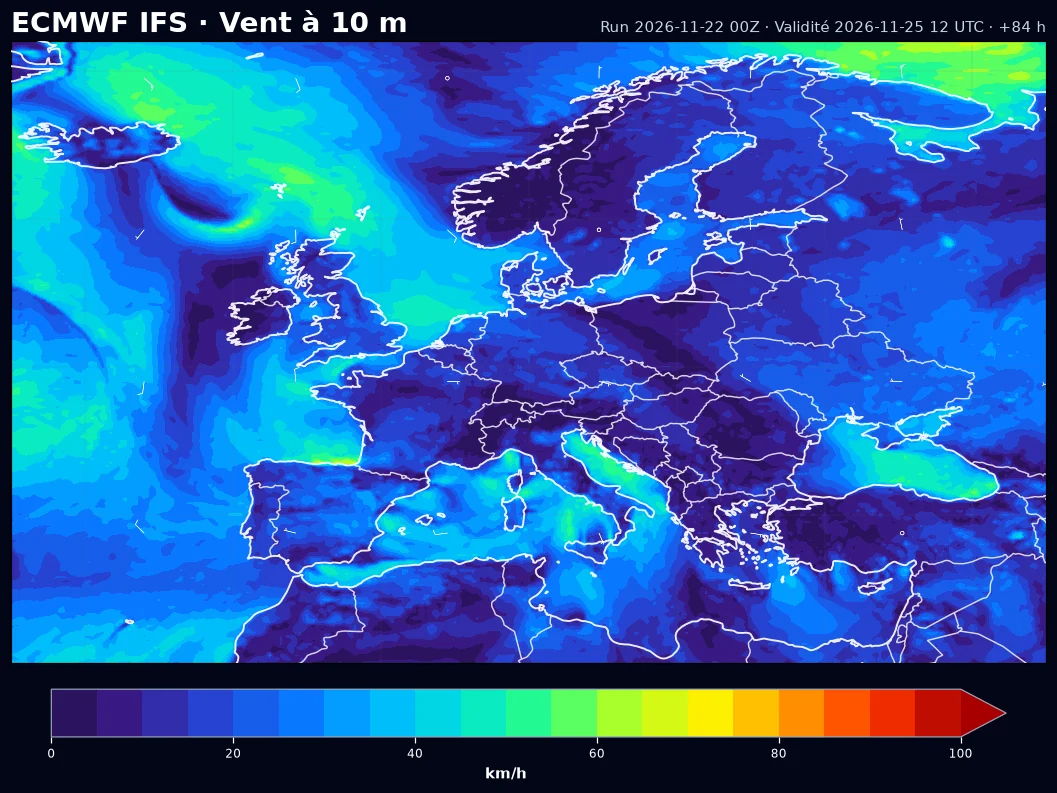 ECMWF IFS · Vent à 10 m
Run 2026-11-22 00Z · Validité 2026-11-25 12 UTC · +84 h
0 20 40 60 80 100
km/h